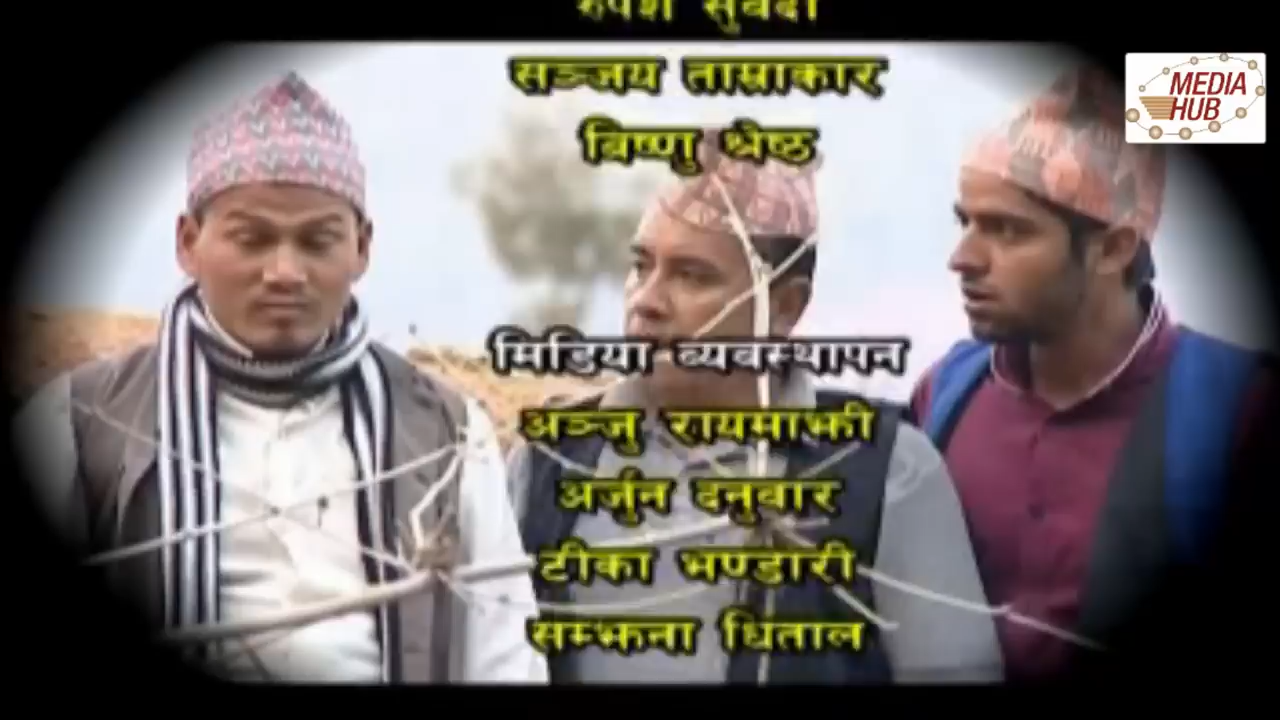 रुपेश सुवेदी
सञ्जय ताम्राकार
बिष्णु श्रेष्ठ
MEDIA
HUB
मिडिया व्यवस्थापन
अञ्जु रायमाझी
अर्जुन दनुवार
टीका भण्डारी
सम्झना धिताल